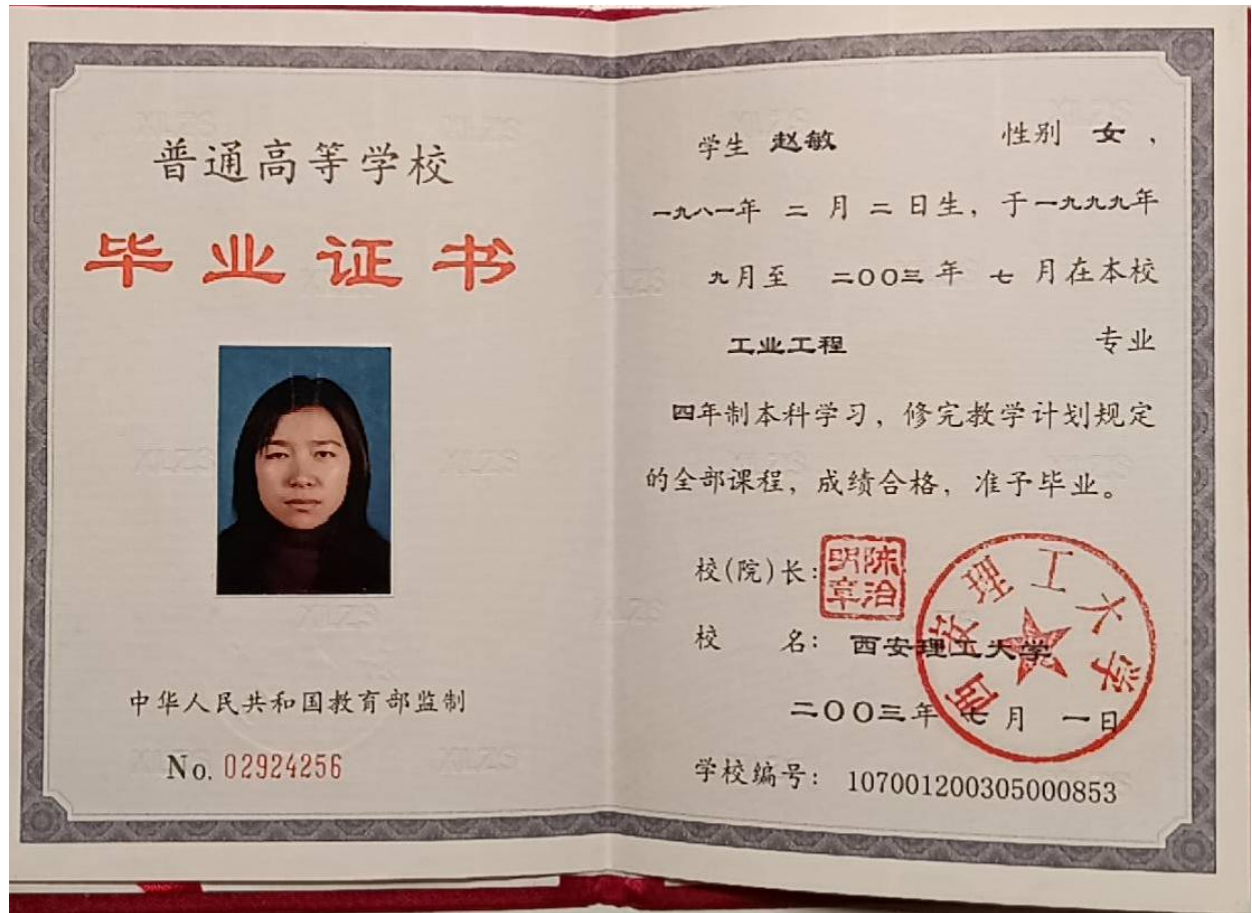 普通高等学校
毕业证书
中华人民共和国教育部监制
No. 02924256
学生 赵敏 性别 女，
一九八一年 二 月 二 日生，于一九九九年
九月至 二〇〇三 年 七 月在本校
工业工程 专业
四年制本科学习，修完教学计划规定
的全部课程，成绩合格，准予毕业。
校(院)长：
陈治明章
校 名：西安理工大学
西安理工大学
二〇〇三年 七 月 一日
学校编号：107001200305000853